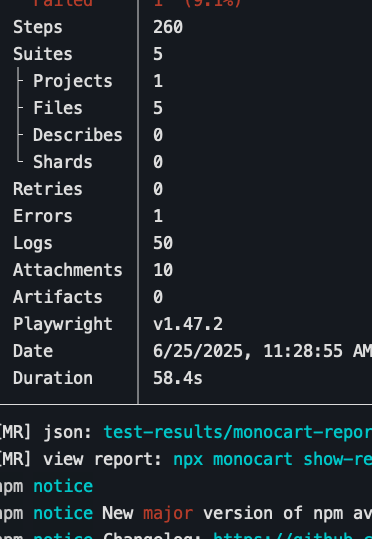 Failed 1 (9.1%)
Steps 260
Suites 5
├ Projects 1
├ Files 5
├ Describes 0
└ Shards 0
Retries 0
Errors 1
Logs 50
Attachments 10
Artifacts 0
Playwright v1.47.2
Date 6/25/2025, 11:28:55 AM
Duration 58.4s
[MR] json: test-results/monocart-repor
[MR] view report: npx monocart show-re
npm notice
npm notice New major version of npm av
npm notice Changelog: https://github.c